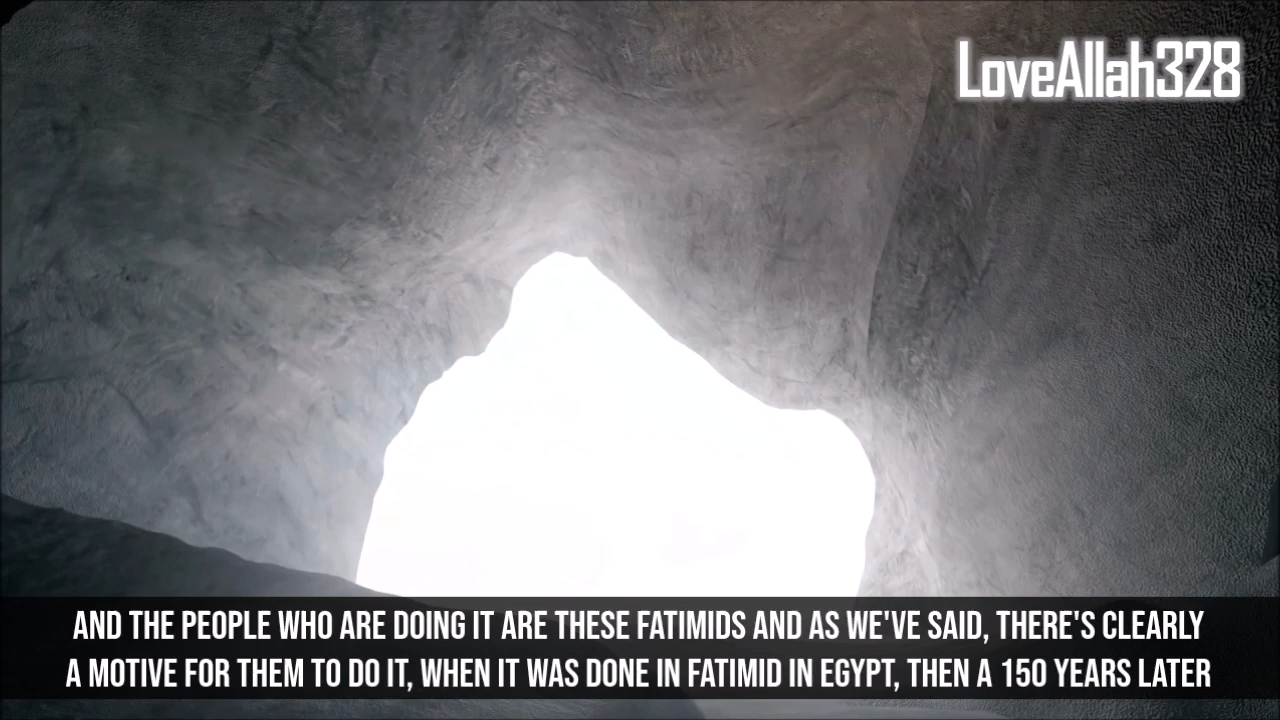 LoveAllah328
AND THE PEOPLE WHO ARE DOING IT ARE THESE FATIMIDS AND AS WE'VE SAID, THERE'S CLEARLY
A MOTIVE FOR THEM TO DO IT, WHEN IT WAS DONE IN FATIMID IN EGYPT, THEN A 150 YEARS LATER